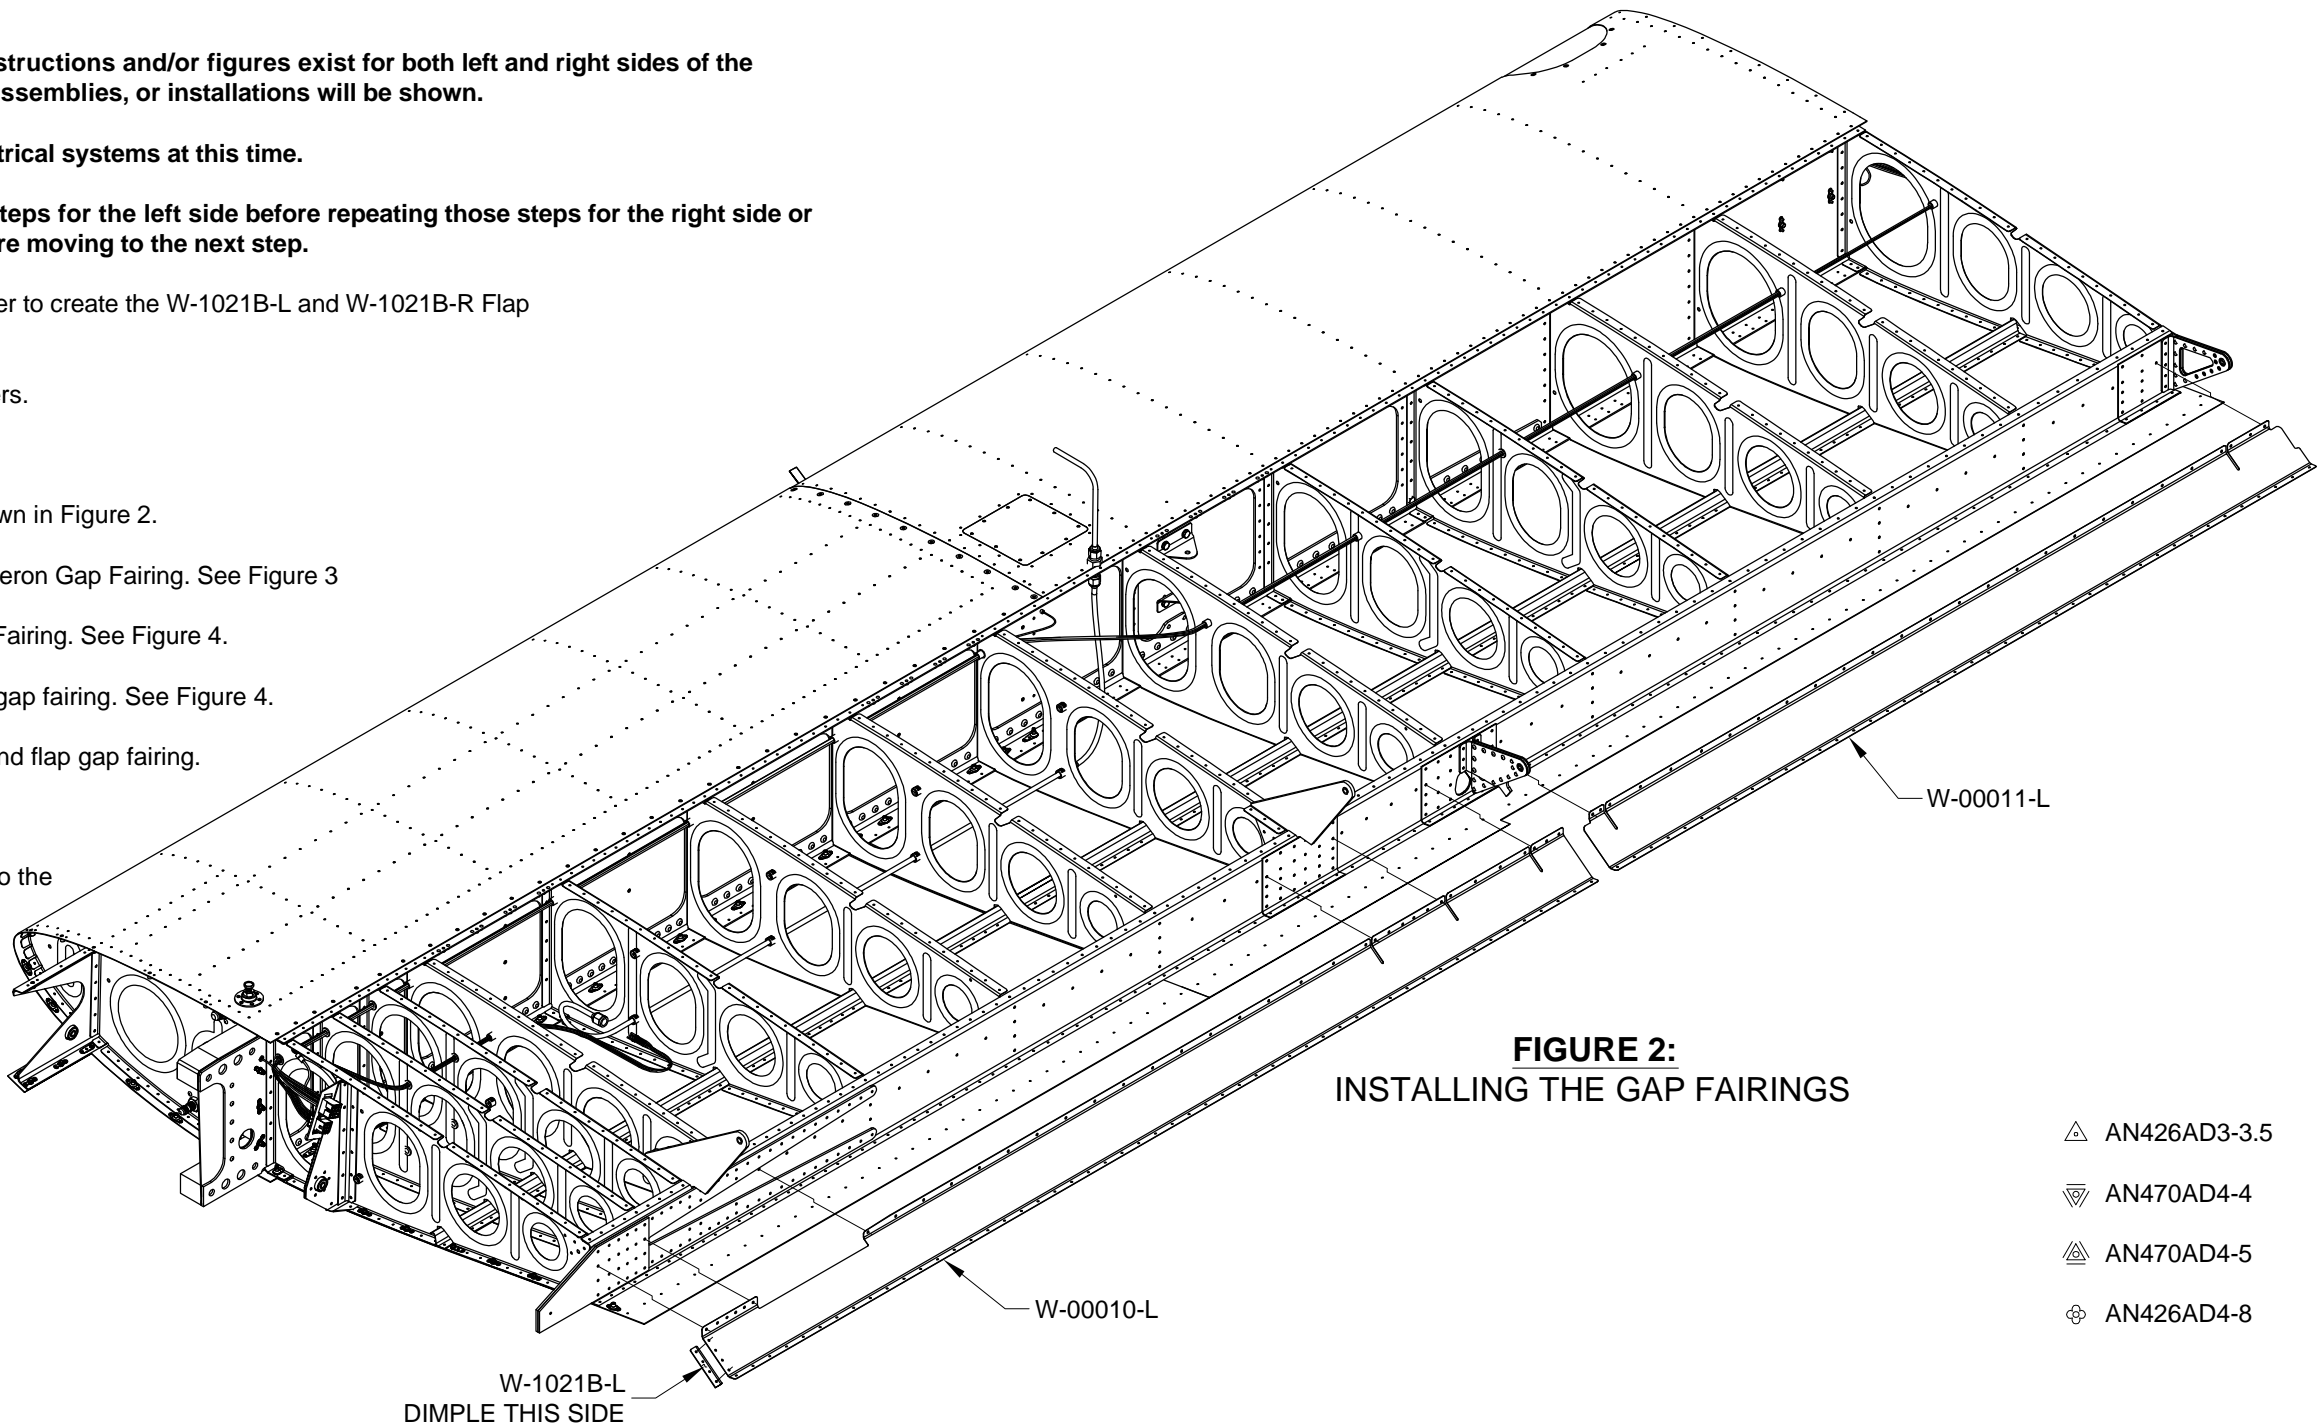 structions and/or figures exist for both left and right sides of the
ssemblies, or installations will be shown.
trical systems at this time.
teps for the left side before repeating those steps for the right side or
re moving to the next step.
er to create the W-1021B-L and W-1021B-R Flap
ers.
wn in Figure 2.
eron Gap Fairing. See Figure 3
Fairing. See Figure 4.
gap fairing. See Figure 4.
nd flap gap fairing.
o the
W-00011-L
W-00010-L
W-1021B-L
DIMPLE THIS SIDE
FIGURE 2:
INSTALLING THE GAP FAIRINGS
AN426AD3-3.5
AN470AD4-4
AN470AD4-5
AN426AD4-8